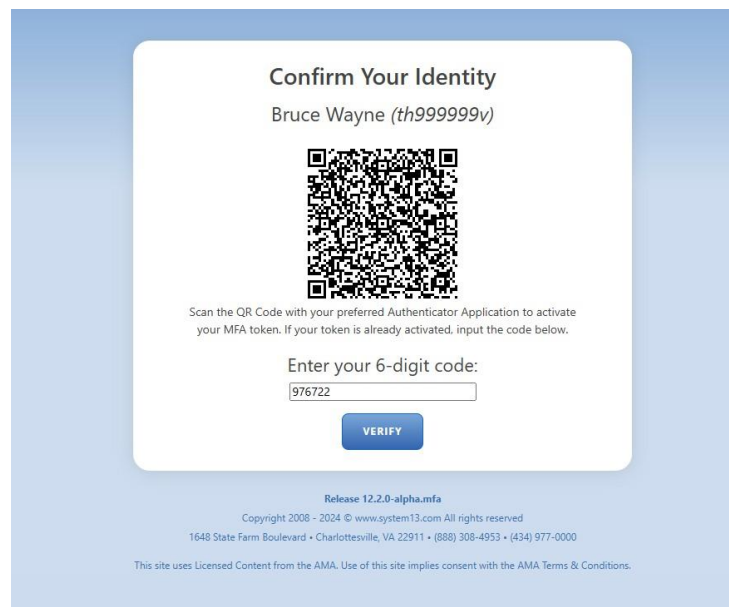 Confirm Your Identity
Bruce Wayne (th999999v)
Scan the QR Code with your preferred Authenticator Application to activate
your MFA token. If your token is already activated, input the code below.
Enter your 6-digit code:
976722
VERIFY
Release 12.2.0-alpha.mfa
Copyright 2008 - 2024 © www.system13.com All rights reserved
1648 State Farm Boulevard • Charlottesville, VA 22911 • (888) 308-4953 • (434) 977-0000
This site uses Licensed Content from the AMA. Use of this site implies consent with the AMA Terms & Conditions.